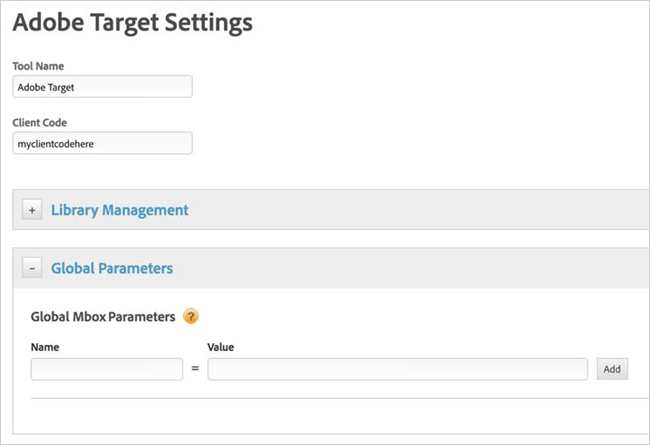 Adobe Target Settings
Tool Name
Adobe Target
Client Code
myclientcodehere
+ Library Management
- Global Parameters
Global Mbox Parameters ?
Name Value
= Add